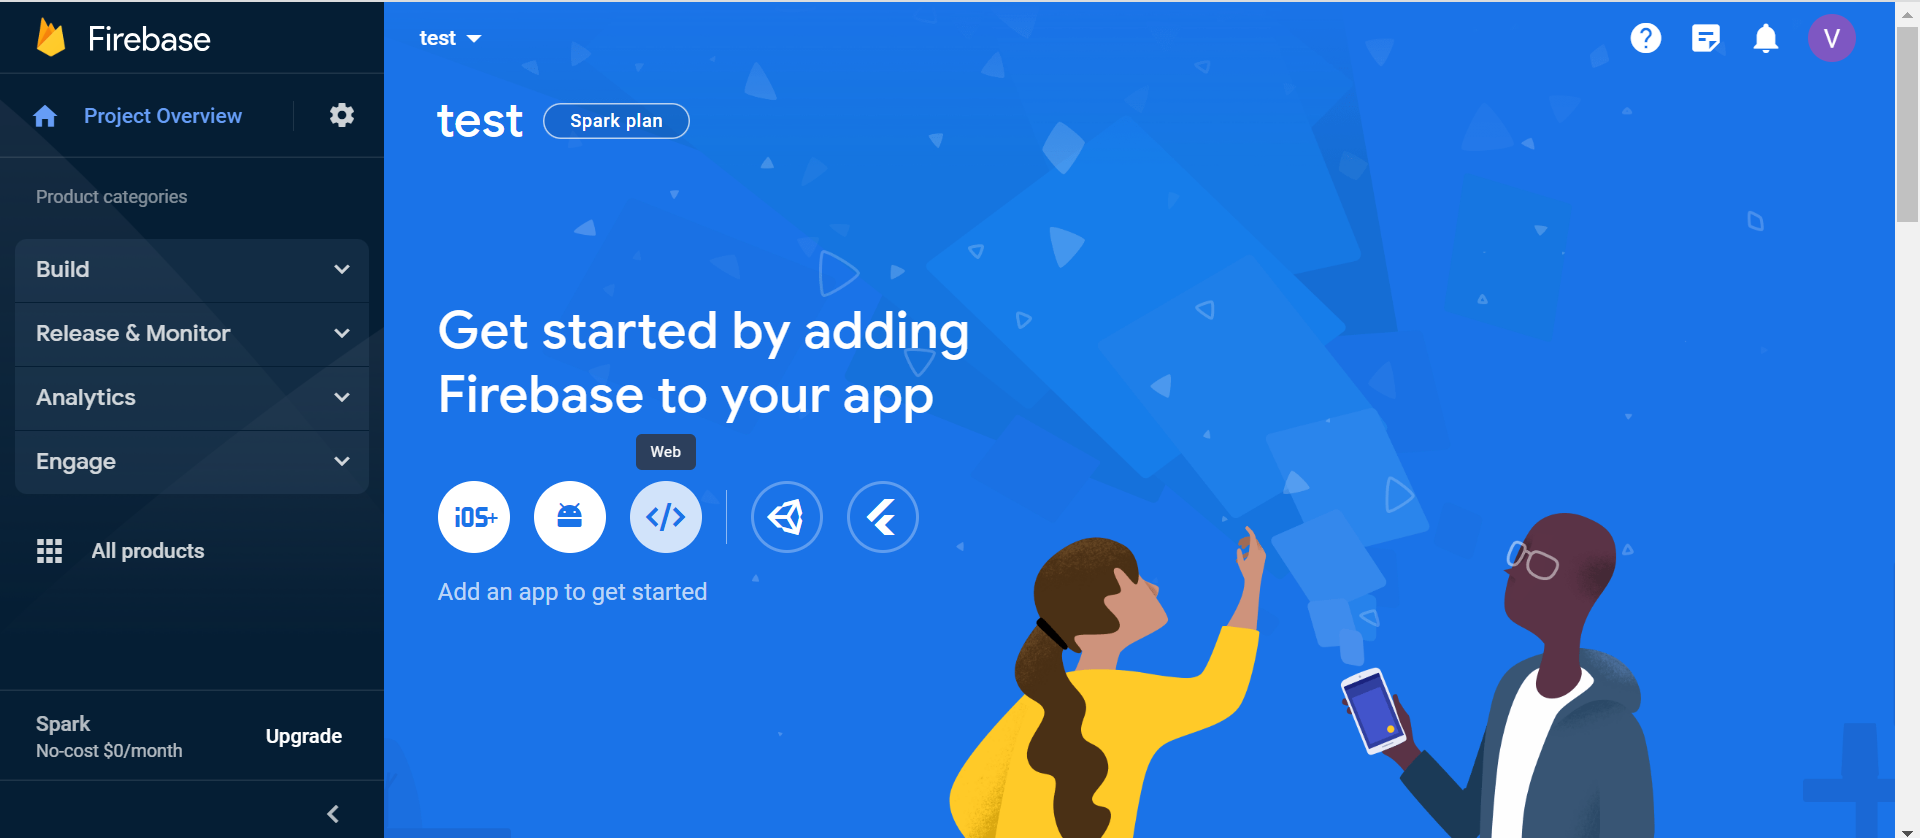 Firebase
Project Overview
Product categories
Build
Release & Monitor
Analytics
Engage
All products
Spark
No-cost $0/month
Upgrade
test
V
test
Spark plan
Get started by adding
Firebase to your app
Web
iOS+
</>
Add an app to get started